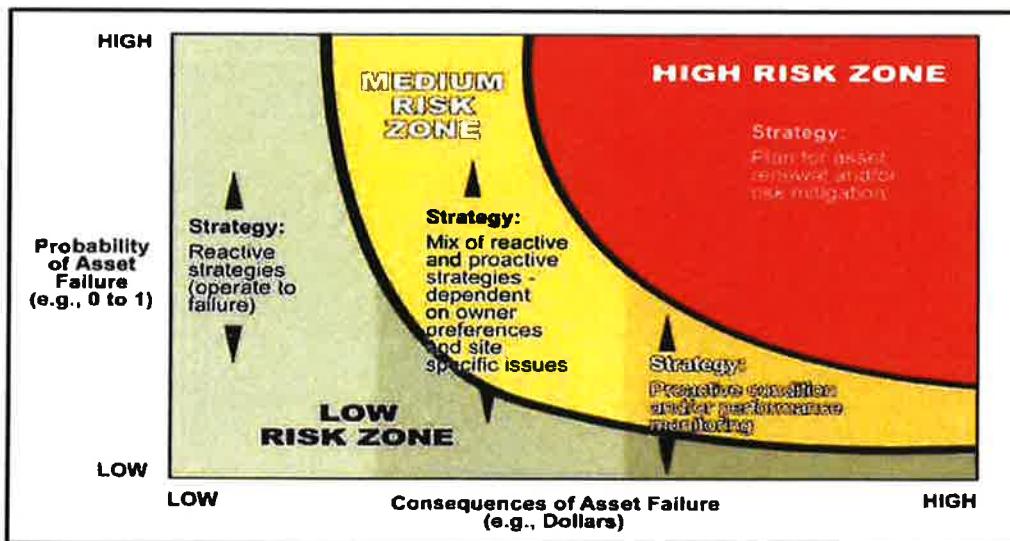 HIGH
MEDIUM
RISK
ZONE
HIGH RISK ZONE
Strategy:
Plan for asset
renewal and/or
risk mitigation
Strategy:
Reactive
strategies
(operate to
failure)
Strategy:
Mix of reactive
and proactive
strategies -
dependent
on owner
preferences
and site
specific issues
Strategy:
Proactive condition
and/or performance
monitoring
Probability
of Asset
Failure
(e.g., 0 to 1)
LOW
RISK ZONE
LOW
LOW
Consequences of Asset Failure
(e.g., Dollars)
HIGH